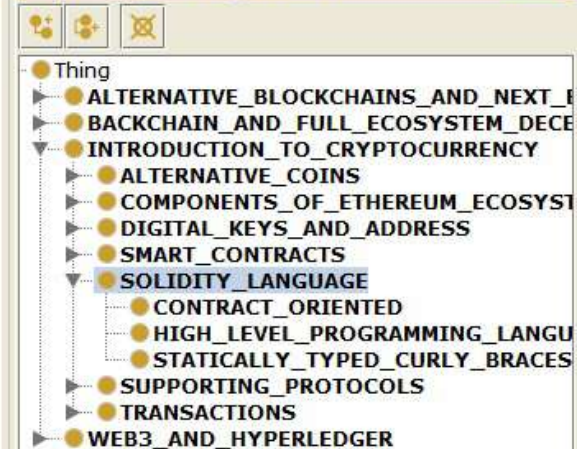 Thing
ALTERNATIVE_BLOCKCHAINS_AND_NEXT_
BACKCHAIN_AND_FULL_ECOSYSTEM_DECE
INTRODUCTION_TO_CRYPTOCURRENCY
ALTERNATIVE_COINS
COMPONENTS_OF_ETHEREUM_ECOSYST
DIGITAL_KEYS_AND_ADDRESS
SMART_CONTRACTS
SOLIDITY_LANGUAGE
CONTRACT_ORIENTED
HIGH_LEVEL_PROGRAMMING_LANGU
STATICALLY_TYPED_CURLY_BRACES
SUPPORTING_PROTOCOLS
TRANSACTIONS
WEB3_AND_HYPERLEDGER